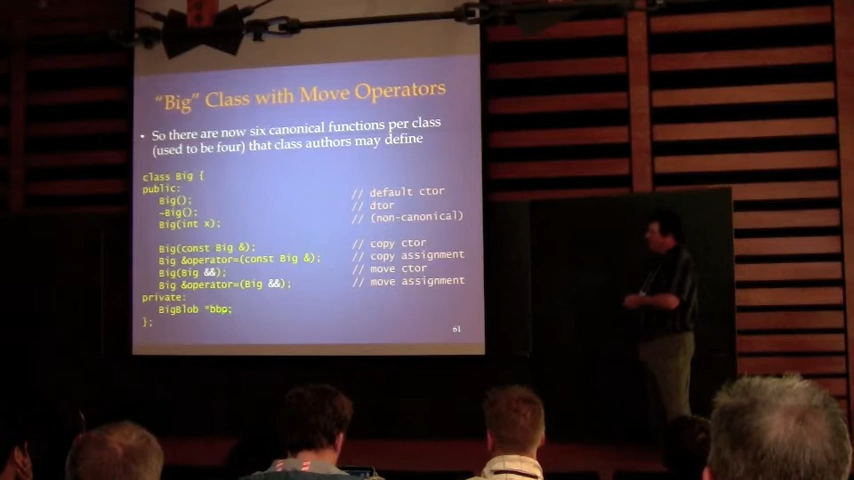 "Big" Class with Move Operators
• So there are now six canonical functions per class
(used to be four) that class authors may define
class Big {
public:
Big(); // default ctor
~Big(); // dtor
Big(int x); // (non-canonical)
Big(const Big &); // copy ctor
Big &operator=(const Big &); // copy assignment
Big(Big &&); // move ctor
Big &operator=(Big &&); // move assignment
private:
BigBlob *bbp;
};
61